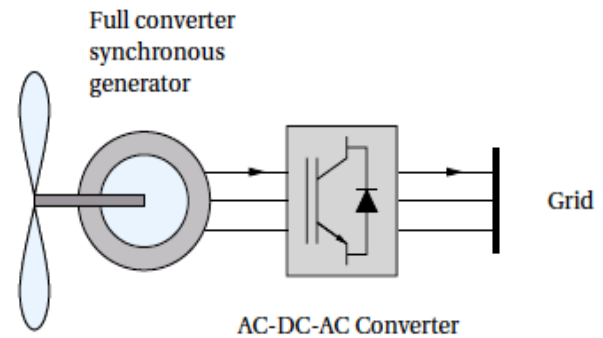 Full converter
synchronous
generator
Grid
AC-DC-AC Converter